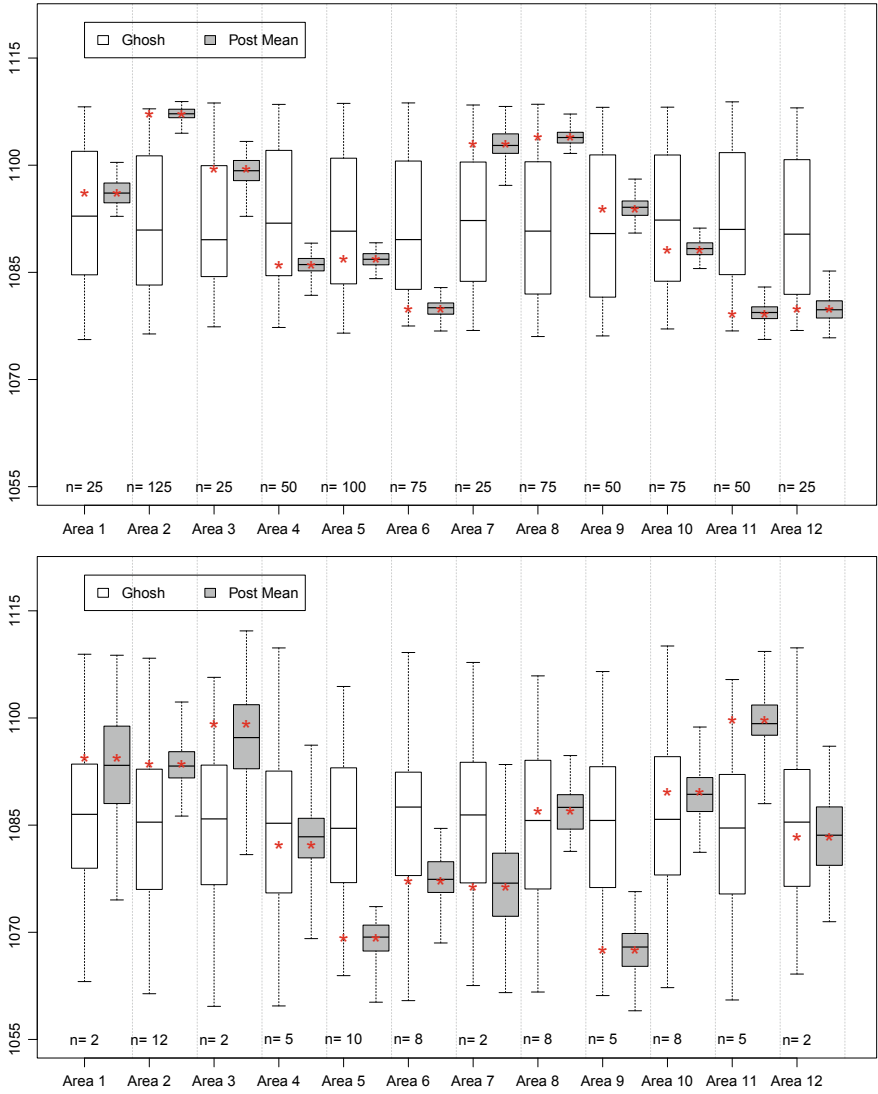 1115
1100
1085
1070
1055
Ghosh
Post Mean
n= 25
n= 125
n= 25
n= 50
n= 100
n= 75
n= 25
n= 75
n= 50
n= 75
n= 50
n= 25
Area 1
Area 2
Area 3
Area 4
Area 5
Area 6
Area 7
Area 8
Area 9
Area 10
Area 11
Area 12
1115
1100
1085
1070
1055
Ghosh
Post Mean
n= 2
n= 12
n= 2
n= 5
n= 10
n= 8
n= 2
n= 8
n= 5
n= 8
n= 5
n= 2
Area 1
Area 2
Area 3
Area 4
Area 5
Area 6
Area 7
Area 8
Area 9
Area 10
Area 11
Area 12